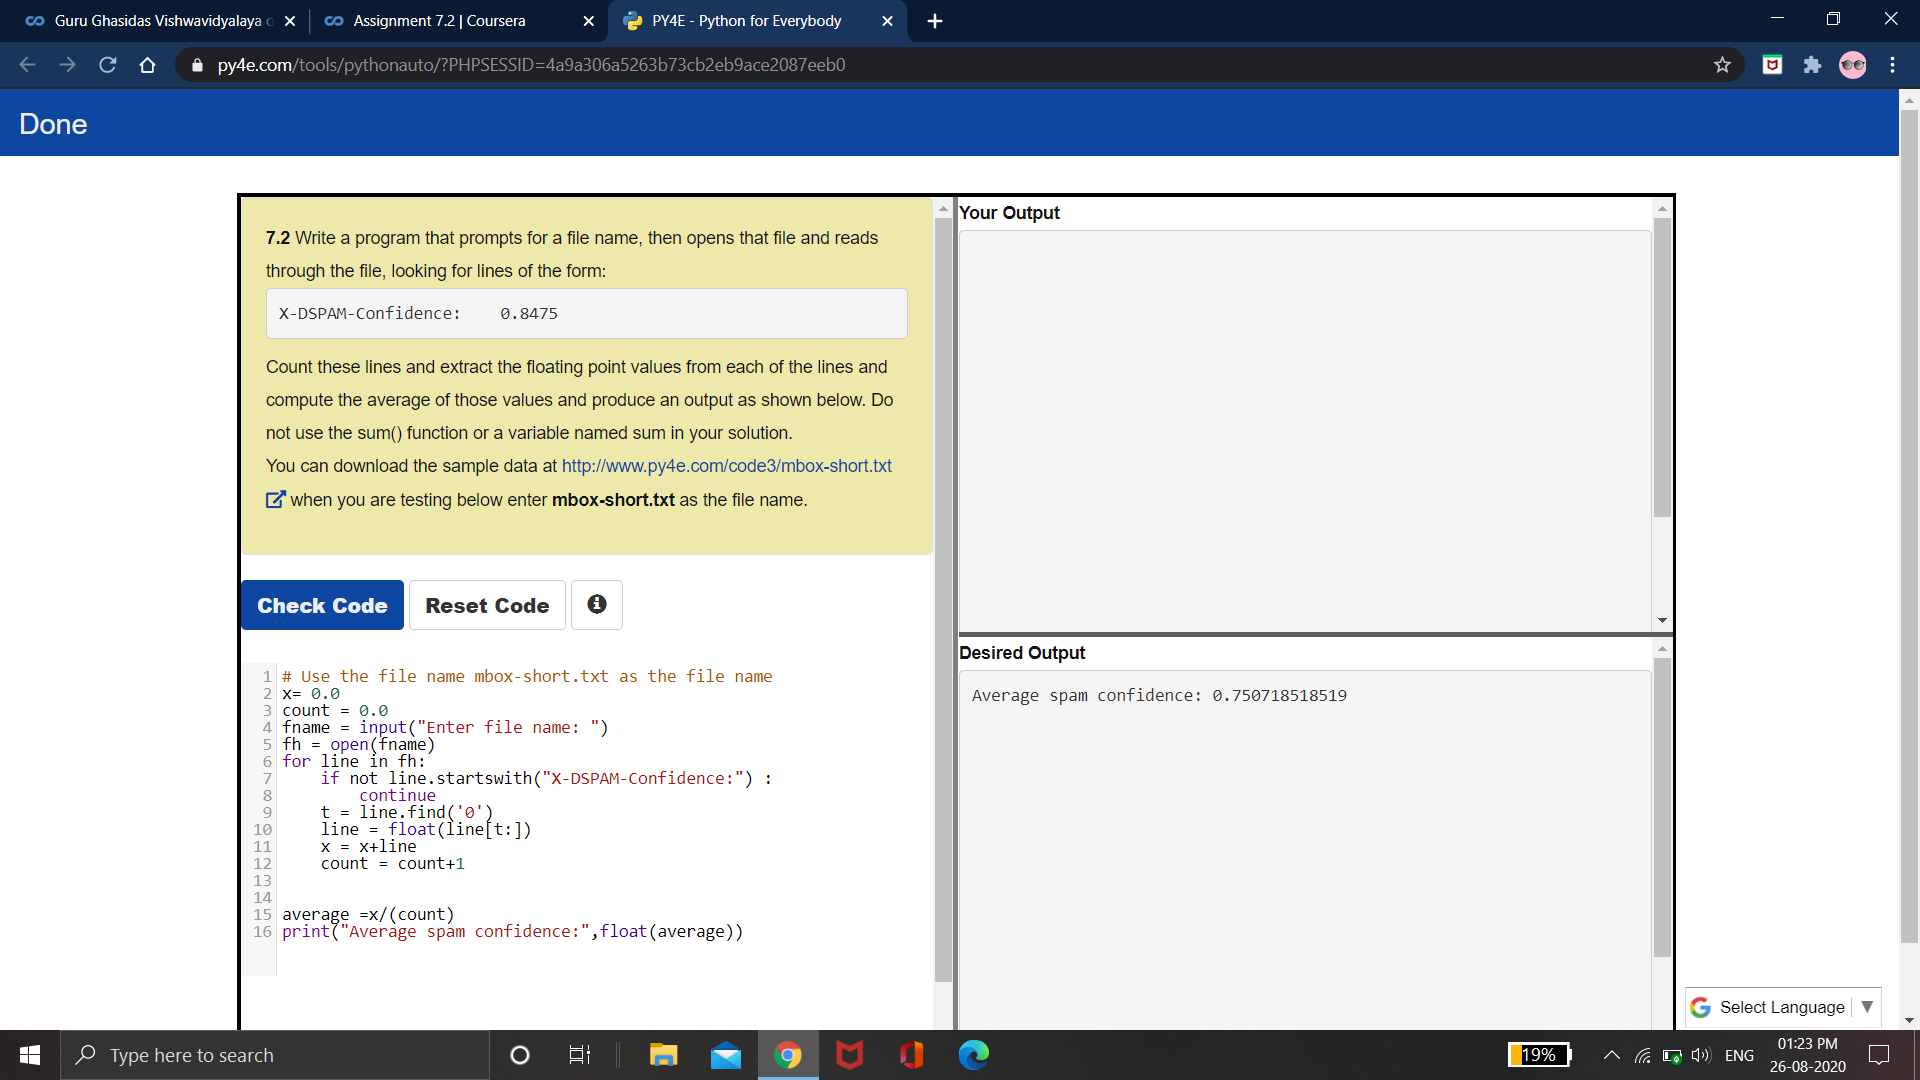 Guru Ghasidas Vishwavidyalaya
Assignment 7.2 | Coursera
PY4E - Python for Everybody
py4e.com/tools/pythonauto/?PHPSESSID=4a9a306a5263b73cb2eb9ace2087eeb0
Done
7.2 Write a program that prompts for a file name, then opens that file and reads
through the file, looking for lines of the form:
X-DSPAM-Confidence:    0.8475
Count these lines and extract the floating point values from each of the lines and
compute the average of those values and produce an output as shown below. Do
not use the sum() function or a variable named sum in your solution.
You can download the sample data at http://www.py4e.com/code3/mbox-short.txt
when you are testing below enter mbox-short.txt as the file name.
Check Code
Reset Code
1 # Use the file name mbox-short.txt as the file name
2 x= 0.0
3 count = 0.0
4 fname = input("Enter file name: ")
5 fh = open(fname)
6 for line in fh:
7     if not line.startswith("X-DSPAM-Confidence:") :
8         continue
9     t = line.find('0')
10     line = float(line[t:])
11     x = x+line
12     count = count+1
13
14
15 average =x/(count)
16 print("Average spam confidence:",float(average))
Your Output
Desired Output
Average spam confidence: 0.750718518519
Select Language
Type here to search
19%
ENG
01:23 PM
26-08-2020